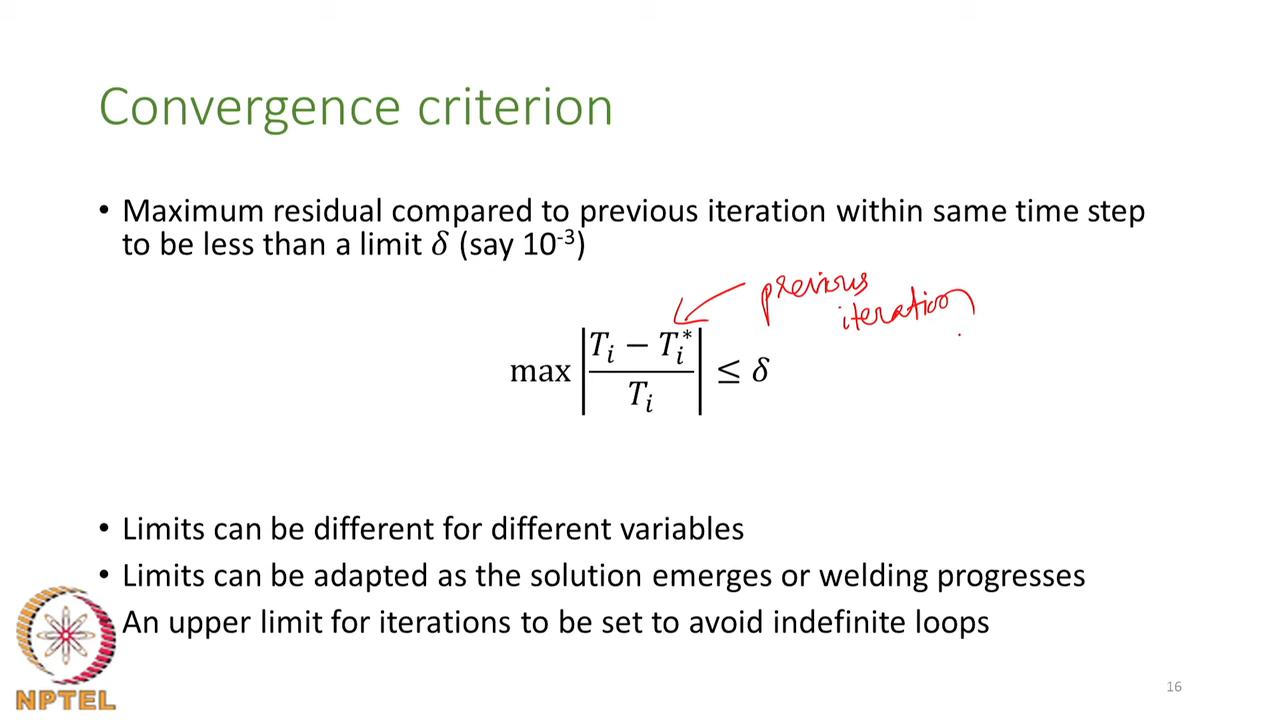 Convergence criterion
• Maximum residual compared to previous iteration within same time step
to be less than a limit δ (say 10⁻³)
previous
iteration
max |(Tᵢ − Tᵢ*) / Tᵢ| ≤ δ
• Limits can be different for different variables
• Limits can be adapted as the solution emerges or welding progresses
An upper limit for iterations to be set to avoid indefinite loops
NPTEL
16